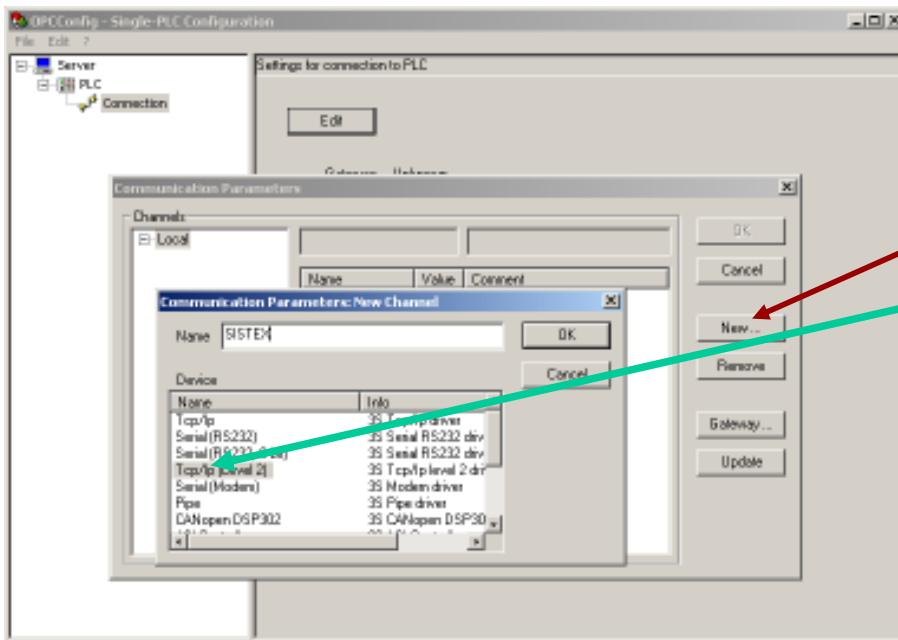 OPCConfig - Single-PLC Configuration
File Edit ?
Server
PLC
Connection
Settings for connection to PLC
Edit
Communication Parameters
Channels
Local
Name Value Comment
OK
Cancel
New...
Remove
Gateway...
Update
Communication Parameters: New Channel
Name SISTEX
OK
Cancel
Device
Name Info
Tcp/Ip 3S Tcp/Ip driver
Serial (RS232) 3S Serial RS232 driv
Serial (RS232 3S Serial RS232 driv
Tcp/Ip (Level 2) 3S Tcp/Ip level 2 dri
Serial (Modem) 3S Modem driver
Pipe 3S Pipe driver
CANopen DSP302 3S CANopen DSP30